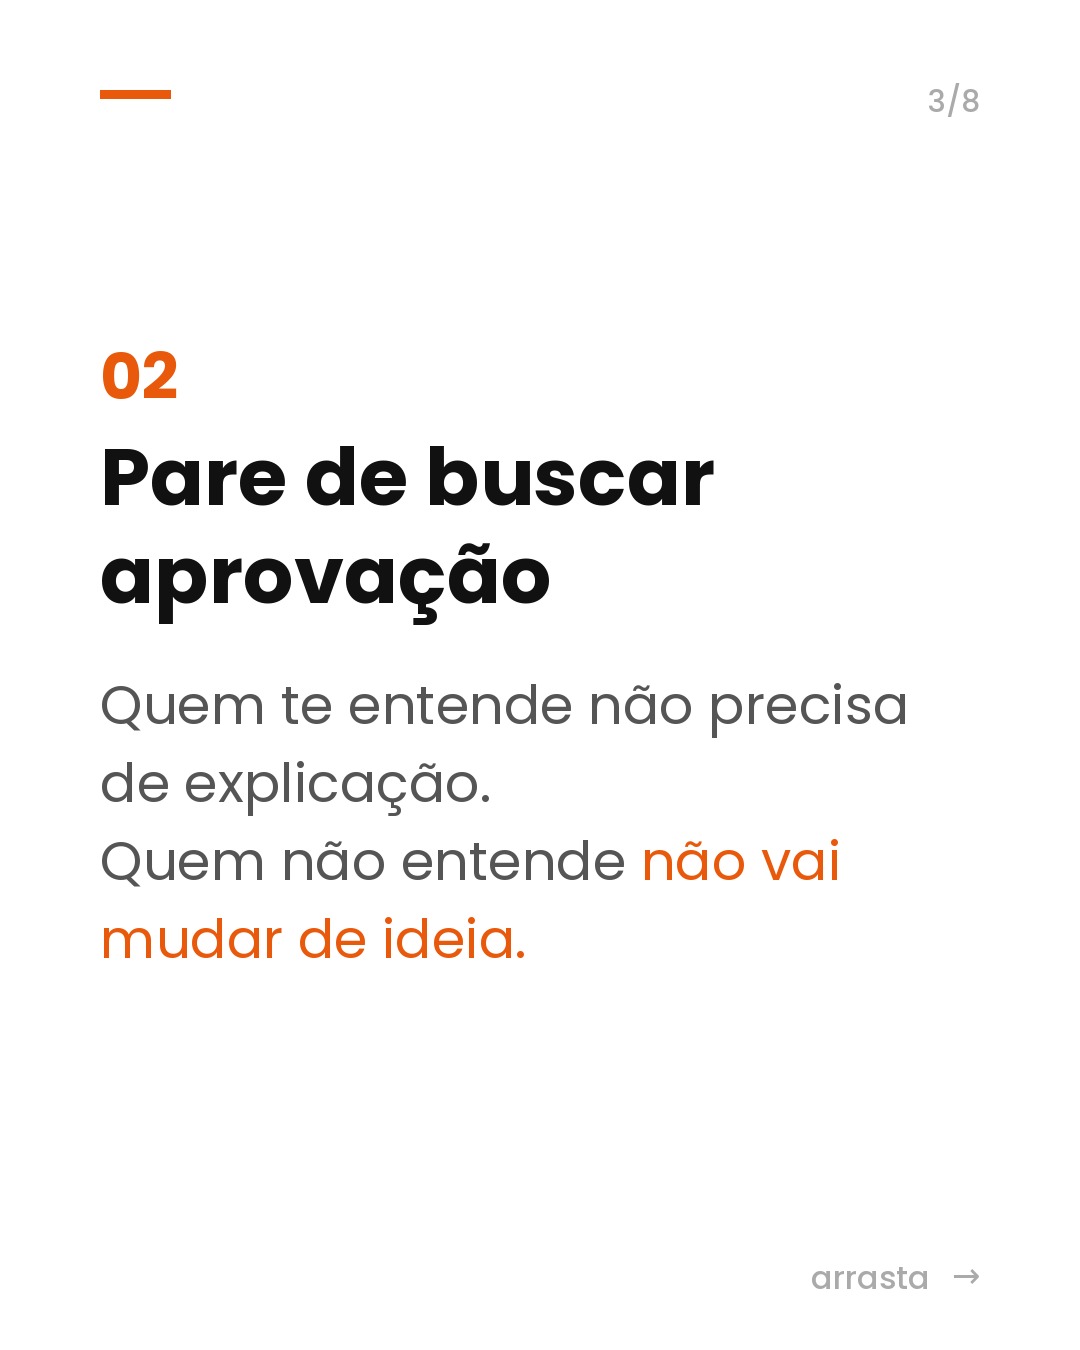 3/8
02
Pare de buscar
aprovação
Quem te entende não precisa
de explicação.
Quem não entende não vai
mudar de ideia.
arrasta →